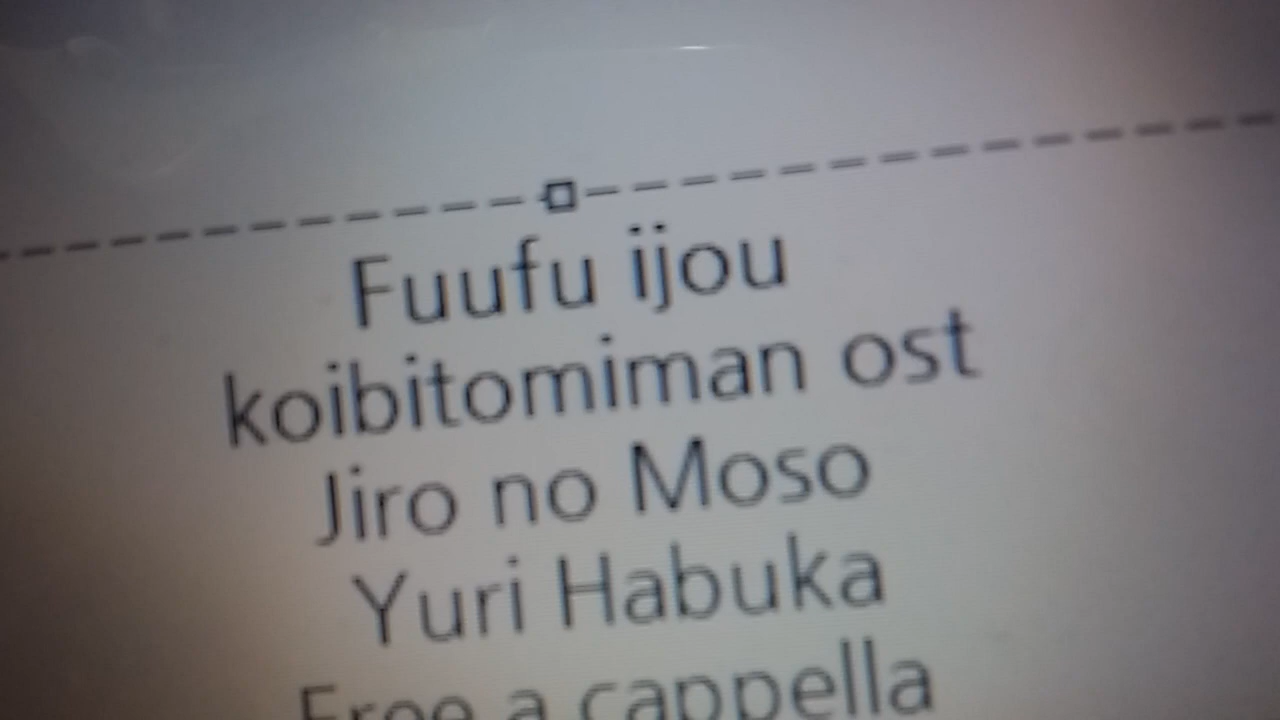 Fuufu ijou
koibitomiman ost
Jiro no Moso
Yuri Habuka
Free a cappella